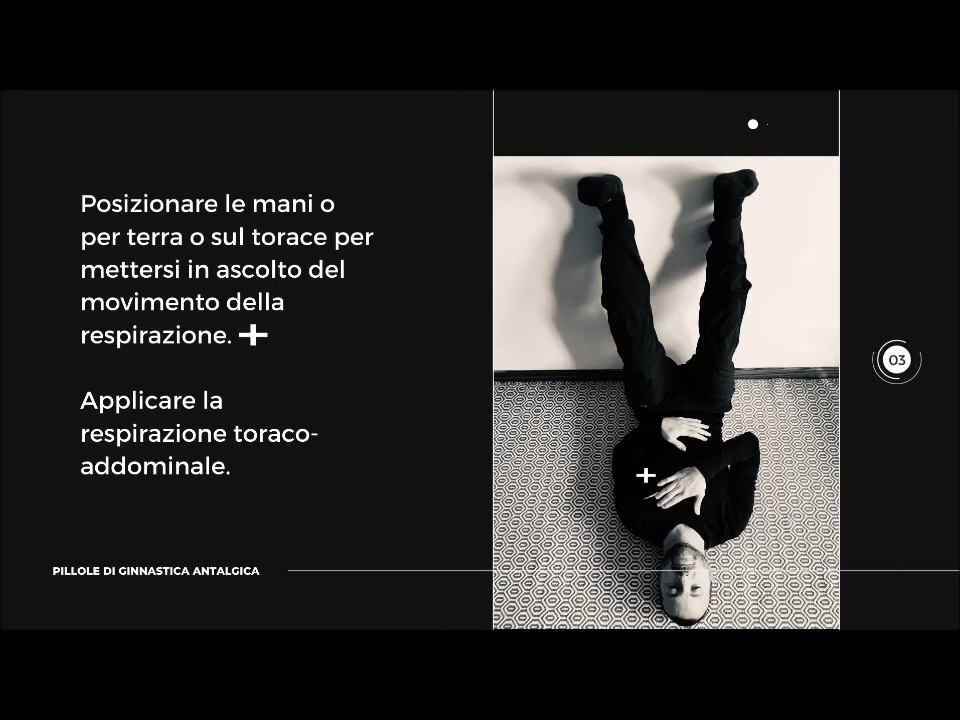 Posizionare le mani o
per terra o sul torace per
mettersi in ascolto del
movimento della
respirazione.
Applicare la
respirazione toraco-
addominale.
03
PILLOLE DI GINNASTICA ANTALGICA